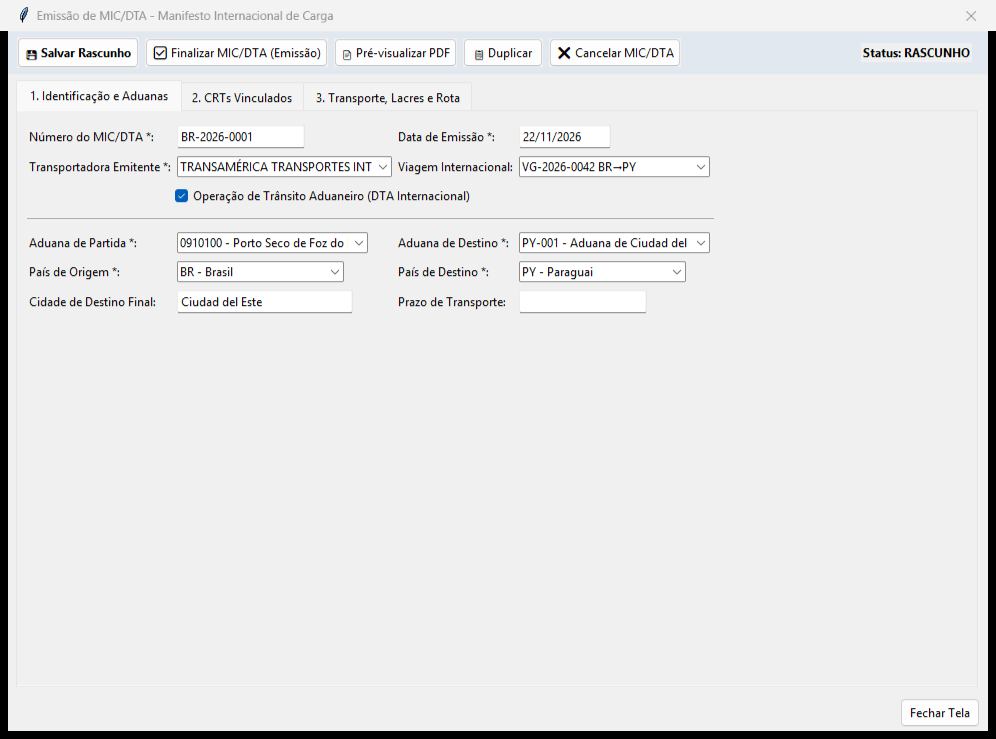 Emissão de MIC/DTA - Manifesto Internacional de Carga
Salvar Rascunho Finalizar MIC/DTA (Emissão) Pré-visualizar PDF Duplicar Cancelar MIC/DTA Status: RASCUNHO
1. Identificação e Aduanas 2. CRTs Vinculados 3. Transporte, Lacres e Rota
Número do MIC/DTA *: BR-2026-0001 Data de Emissão *: 22/11/2026
Transportadora Emitente *: TRANSAMÉRICA TRANSPORTES INT Viagem Internacional: VG-2026-0042 BR→PY
Operação de Trânsito Aduaneiro (DTA Internacional)
Aduana de Partida *: 0910100 - Porto Seco de Foz do Aduana de Destino *: PY-001 - Aduana de Ciudad del
País de Origem *: BR - Brasil País de Destino *: PY - Paraguai
Cidade de Destino Final: Ciudad del Este Prazo de Transporte:
Fechar Tela